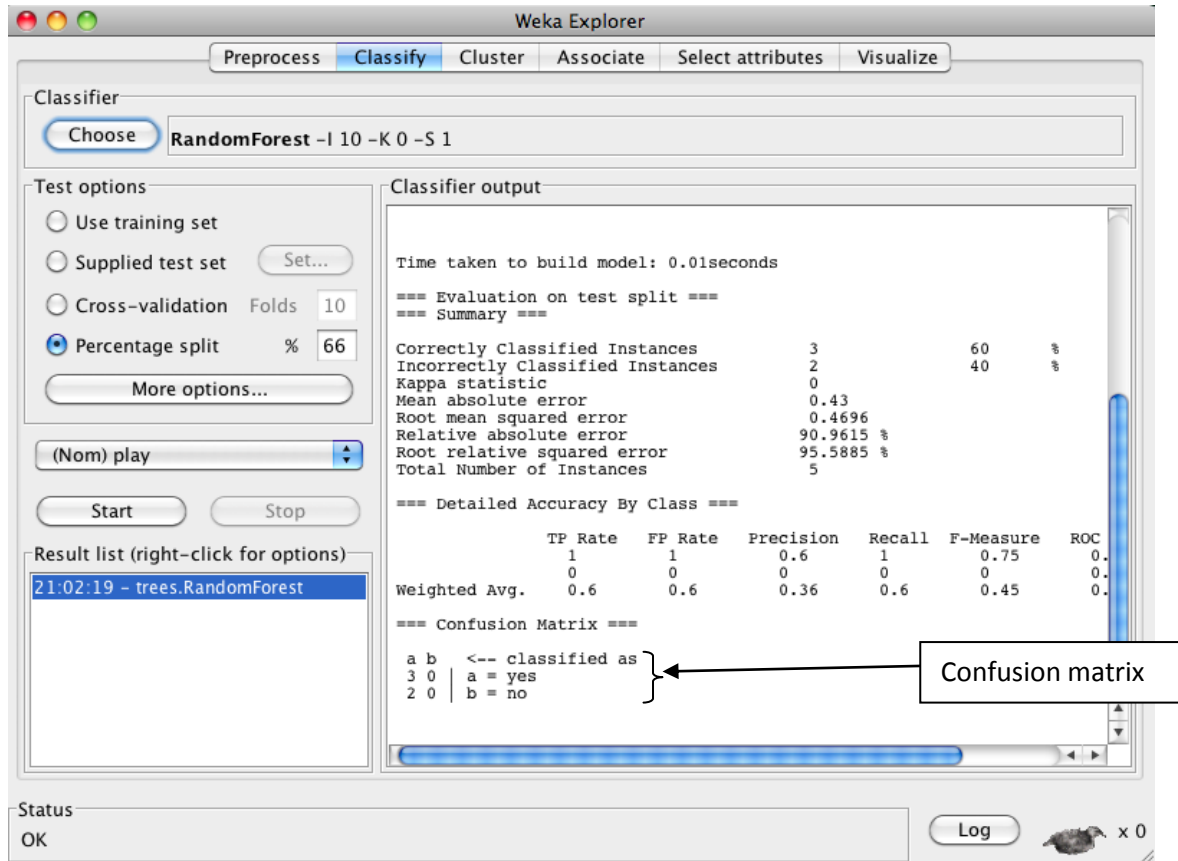 Weka Explorer
Preprocess Classify Cluster Associate Select attributes Visualize
Classifier
Choose RandomForest -I 10 -K 0 -S 1
Test options
Use training set
Supplied test set Set...
Cross-validation Folds 10
Percentage split % 66
More options...
(Nom) play
Start Stop
Result list (right-click for options)
21:02:19 - trees.RandomForest
Classifier output
Time taken to build model: 0.01seconds
=== Evaluation on test split ===
=== Summary ===
Correctly Classified Instances 3 60 %
Incorrectly Classified Instances 2 40 %
Kappa statistic 0
Mean absolute error 0.43
Root mean squared error 0.4696
Relative absolute error 90.9615 %
Root relative squared error 95.5885 %
Total Number of Instances 5
=== Detailed Accuracy By Class ===
TP Rate FP Rate Precision Recall F-Measure ROC
1 1 0.6 1 0.75 0.
0 0 0 0 0 0.
Weighted Avg. 0.6 0.6 0.36 0.6 0.45 0.
=== Confusion Matrix ===
a b <-- classified as
3 0 | a = yes
2 0 | b = no
Confusion matrix
Status
OK
Log x 0